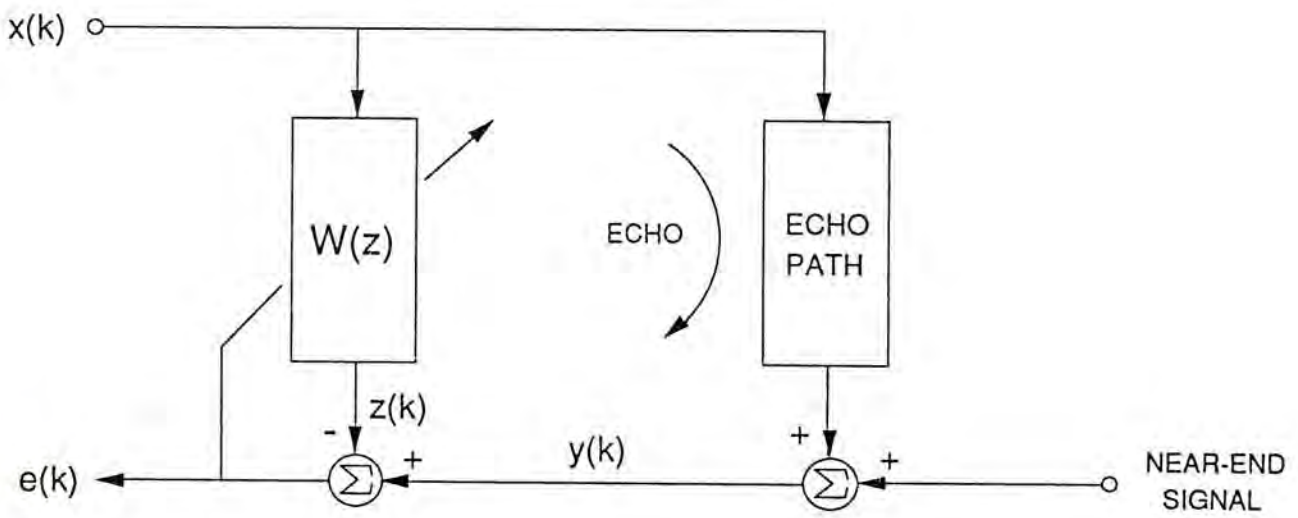 x(k)
W(z)
ECHO
ECHO
PATH
z(k)
-
+
+
+
y(k)
e(k)
Σ
Σ
NEAR-END
SIGNAL